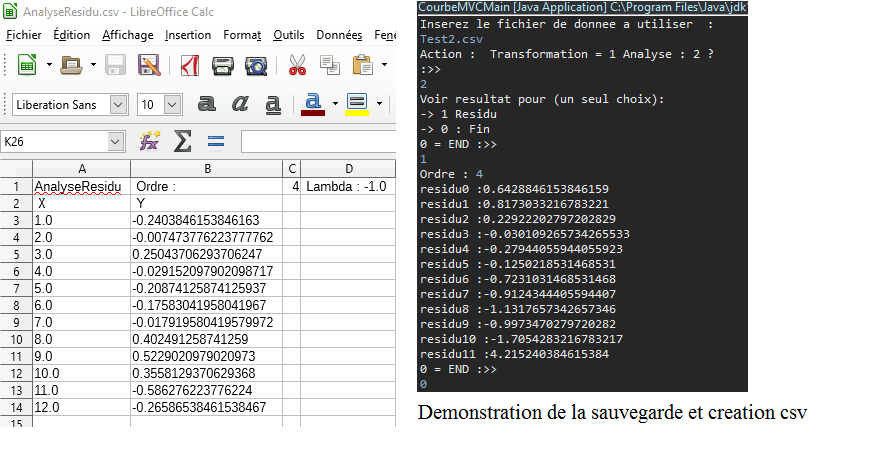 AnalyseResidu.csv - LibreOffice Calc
Fichier Édition Affichage Insertion Format Outils Données Fenê
Liberation Sans 10
K26
A B C D
1 AnalyseResidu Ordre : 4 Lambda : -1.0
2 X Y
3 1.0 -0.2403846153846163
4 2.0 -0.007473776223777762
5 3.0 0.25043706293706247
6 4.0 -0.029152097902098717
7 5.0 -0.20874125874125937
8 6.0 -0.17583041958041967
9 7.0 -0.017919580419579972
10 8.0 0.402491258741259
11 9.0 0.5229020979020973
12 10.0 0.3558129370629368
13 11.0 -0.586276223776224
14 12.0 -0.26586538461538467
15
CourbeMVCMain [Java Application] C:\Program Files\Java\jdk
Inserez le fichier de donnee a utiliser :
Test2.csv
Action : Transformation = 1 Analyse : 2 ?
:>>
2
Voir resultat pour (un seul choix):
-> 1 Residu
-> 0 : Fin
0 = END :>>
1
Ordre : 4
residu0 :0.6428846153846159
residu1 :0.8173033216783221
residu2 :0.22922202797202829
residu3 :-0.030109265734265533
residu4 :-0.27944055944055923
residu5 :-0.1250218531468531
residu6 :-0.7231031468531468
residu7 :-0.9124344405594407
residu8 :-1.1317657342657346
residu9 :-0.9973470279720282
residu10 :-1.7054283216783217
residu11 :4.215240384615384
0 = END :>>
0
Demonstration de la sauvegarde et creation csv